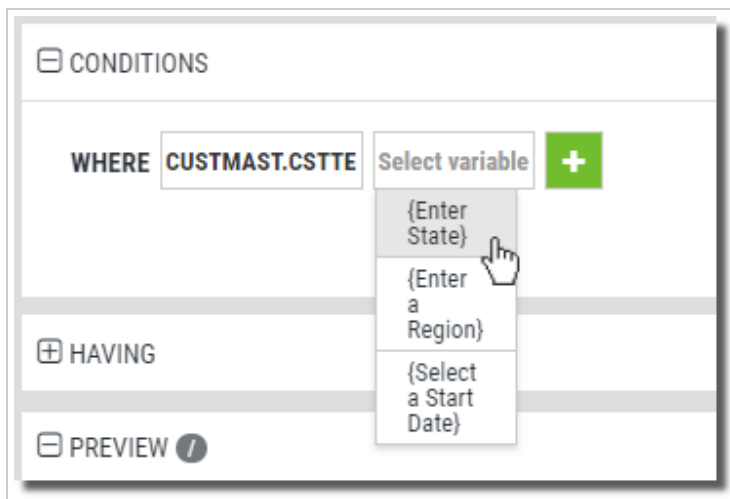 CONDITIONS
WHERE CUSTMAST.CSTTE Select variable +
{Enter
State}
{Enter
a
Region}
HAVING
{Select
a Start
Date}
PREVIEW /